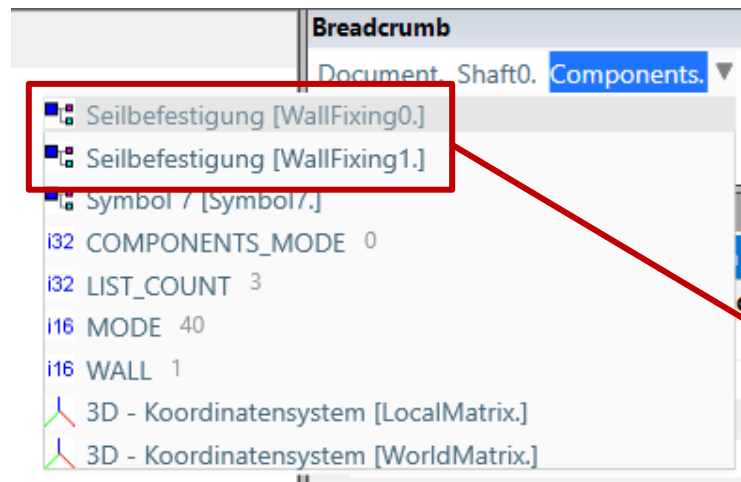 Breadcrumb
Document. Shaft0. Components.
Seilbefestigung [WallFixing0.]
Seilbefestigung [WallFixing1.]
Symbol 7 [Symbol7.]
i32 COMPONENTS_MODE 0
i32 LIST_COUNT 3
i16 MODE 40
i16 WALL 1
3D - Koordinatensystem [LocalMatrix.]
3D - Koordinatensystem [WorldMatrix.]